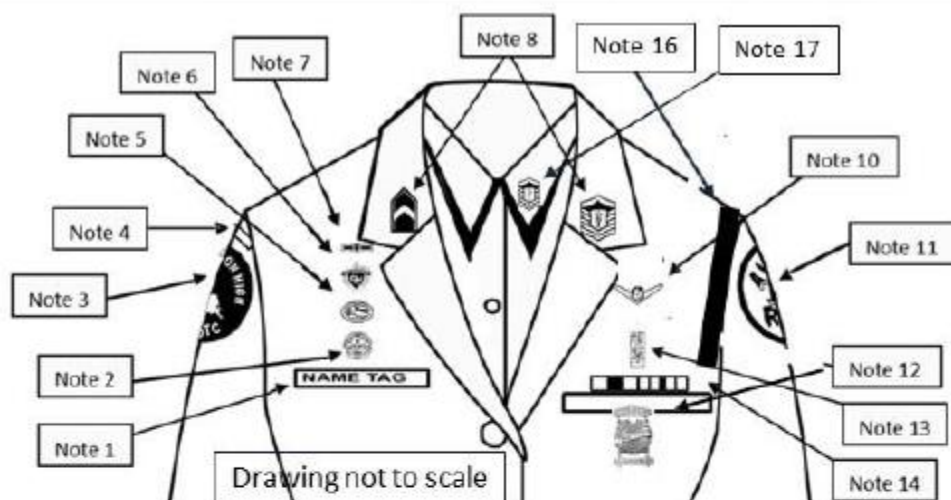 Note 8
Note 16
Note 17
Note 7
Note 6
Note 5
Note 10
Note 4
Note 11
Note 3
NAME TAG
Note 2
Note 12
Note 1
Note 13
Drawing not to scale
Note 14